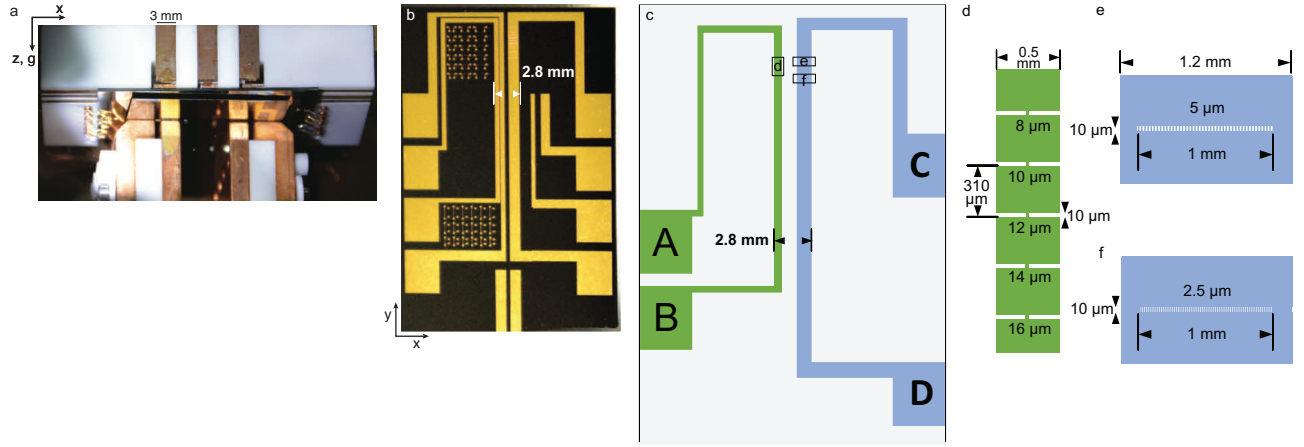 a
x
3 mm
z, g
b
2.8 mm
y
x
c
d
e
f
A
B
C
D
2.8 mm
d
0.5
mm
8 µm
10 µm
310
µm
10 µm
12 µm
14 µm
16 µm
e
1.2 mm
5 µm
10 µm
1 mm
f
2.5 µm
10 µm
1 mm